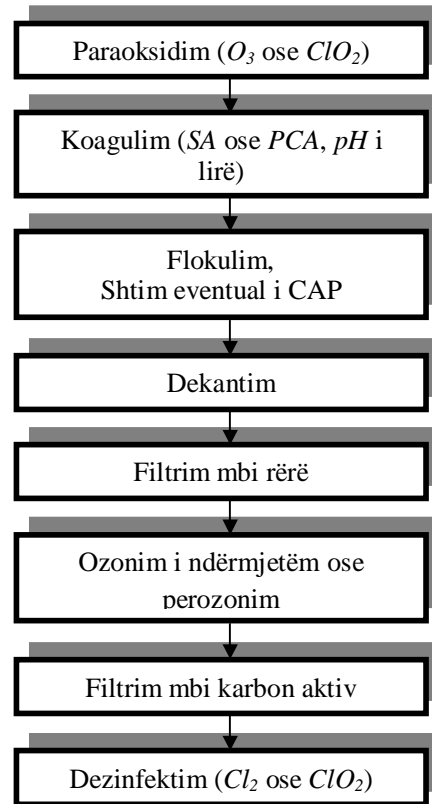 Paraoksidim (O₃ ose ClO₂)
Koagulim (SA ose PCA, pH i
lirë)
Flokulim,
Shtim eventual i CAP
Dekantim
Filtrim mbi rërë
Ozonim i ndërmjetëm ose
perozonim
Filtrim mbi karbon aktiv
Dezinfektim (Cl₂ ose ClO₂)